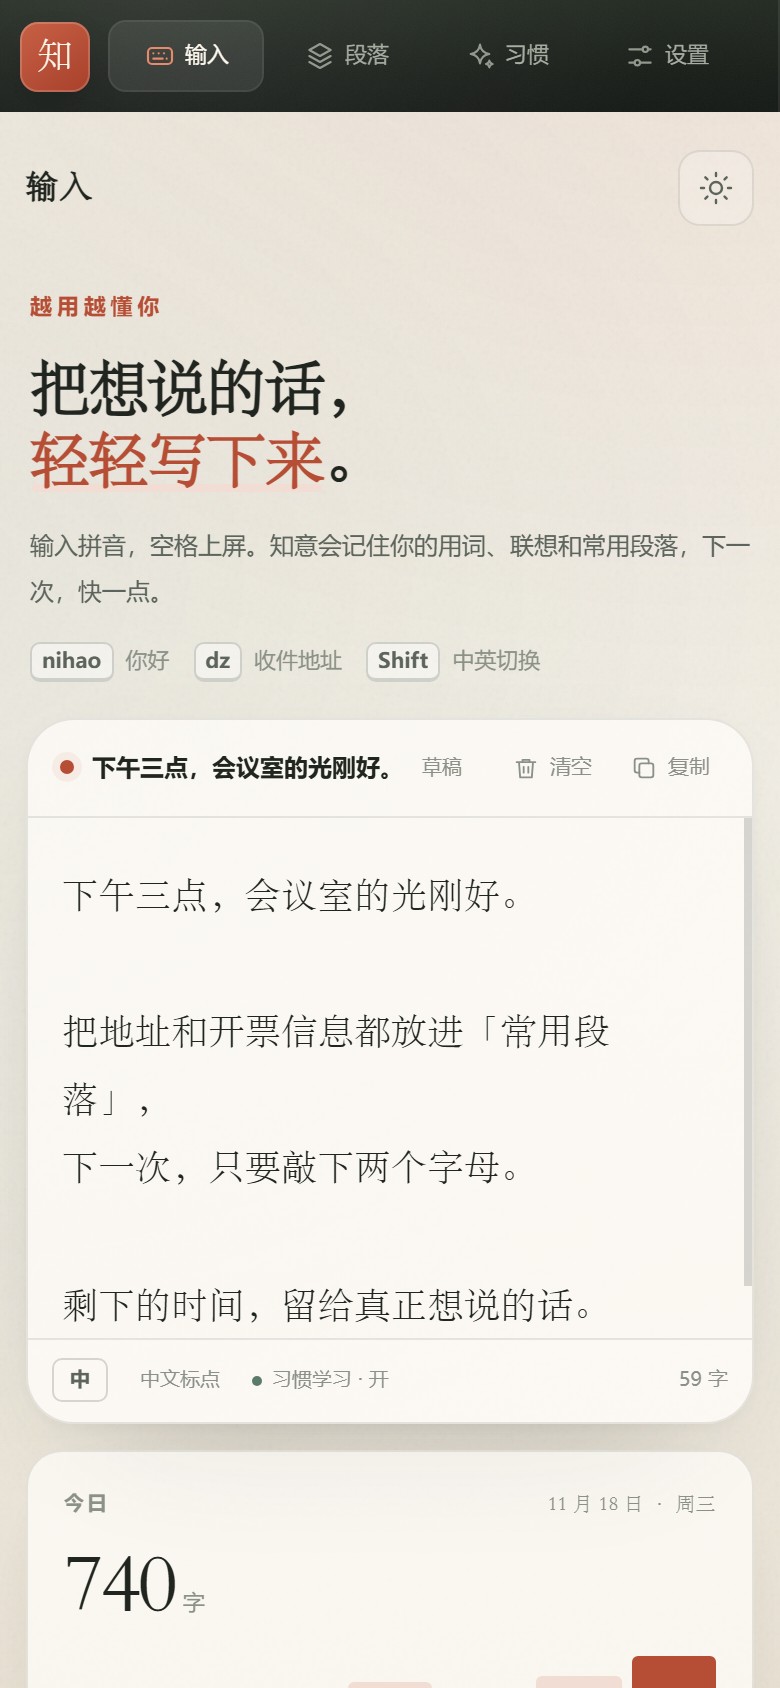 知 输入 段落 习惯 设置
输入
越用越懂你
把想说的话，
轻轻写下来。
输入拼音，空格上屏。知意会记住你的用词、联想和常用段落，下一
次，快一点。
nihao 你好 dz 收件地址 Shift 中英切换
下午三点，会议室的光刚好。 草稿 清空 复制
下午三点，会议室的光刚好。
把地址和开票信息都放进「常用段
落」，
下一次，只要敲下两个字母。
剩下的时间，留给真正想说的话。
中 中文标点 习惯学习 · 开 59 字
今日 11 月 18 日 · 周三
740 字